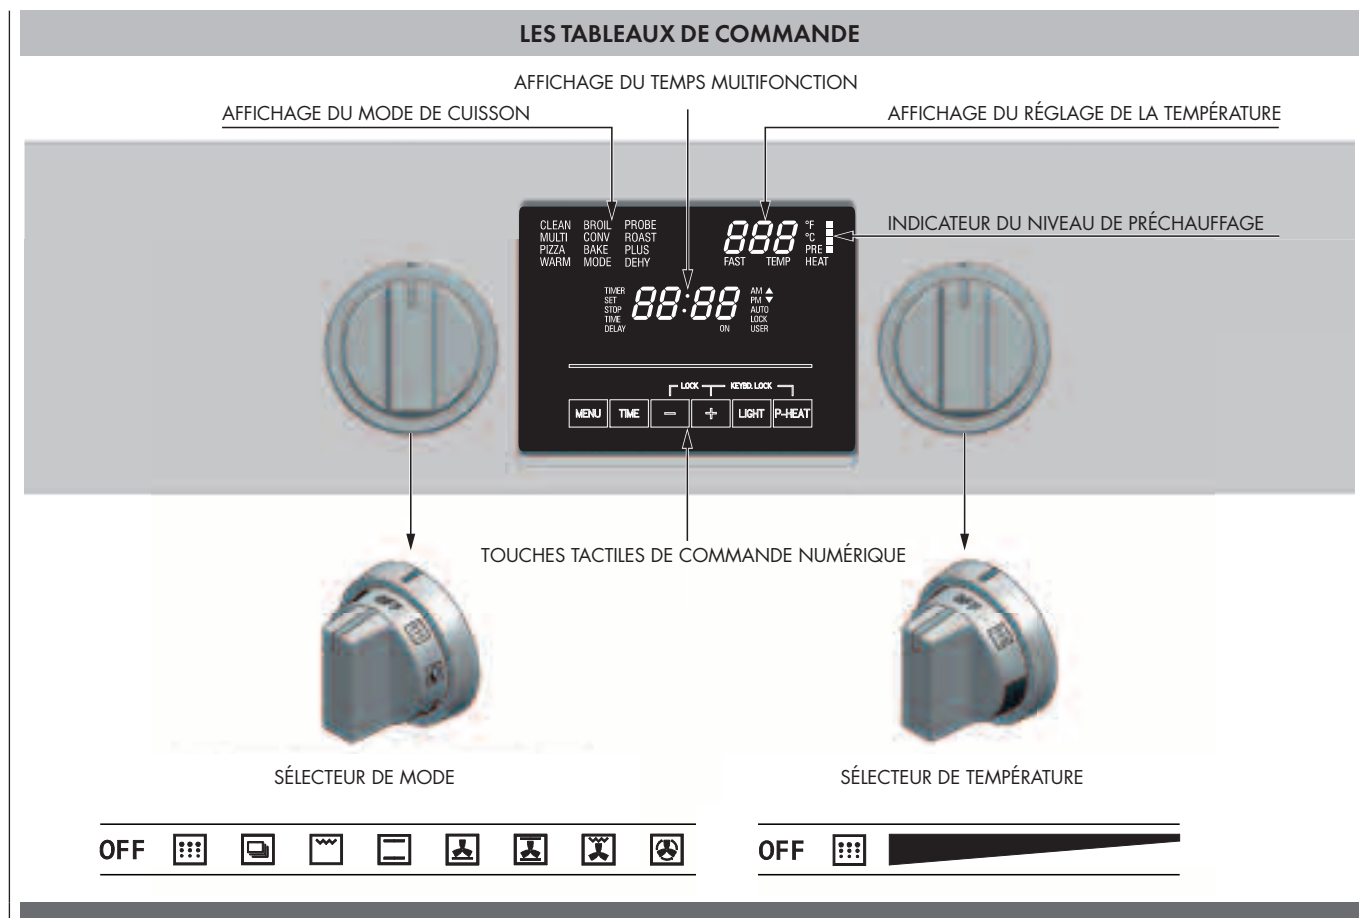 LES TABLEAUX DE COMMANDE
AFFICHAGE DU TEMPS MULTIFONCTION
AFFICHAGE DU MODE DE CUISSON
AFFICHAGE DU RÉGLAGE DE LA TEMPÉRATURE
INDICATEUR DU NIVEAU DE PRÉCHAUFFAGE
CLEAN BROIL PROBE
MULTI CONV ROAST
PIZZA BAKE PLUS
WARM MODE DEHY
888 °F
°C
PRE
FAST TEMP HEAT
TIMER
SET
STOP
TIME
DELAY
88:88
ON
AM ▲
PM ▼
AUTO
LOCK
USER
LOCK KEYBD. LOCK
MENU TIME - + LIGHT P-HEAT
TOUCHES TACTILES DE COMMANDE NUMÉRIQUE
OFF
OFF
SÉLECTEUR DE MODE
SÉLECTEUR DE TEMPÉRATURE
OFF
OFF